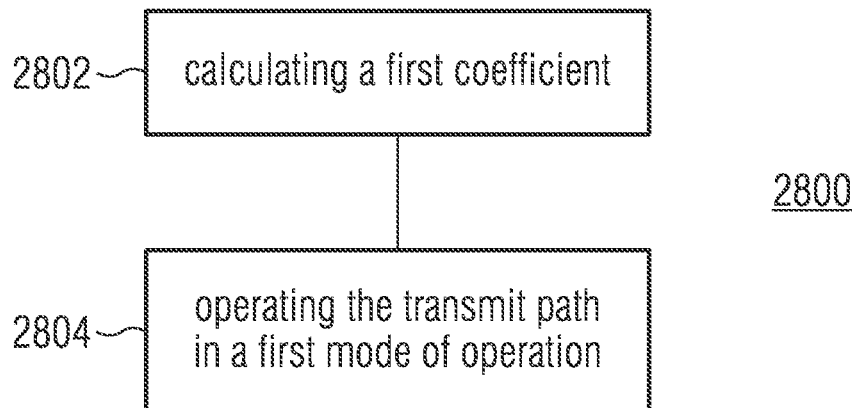 2802
calculating a first coefficient
2800
2804
operating the transmit path
in a first mode of operation